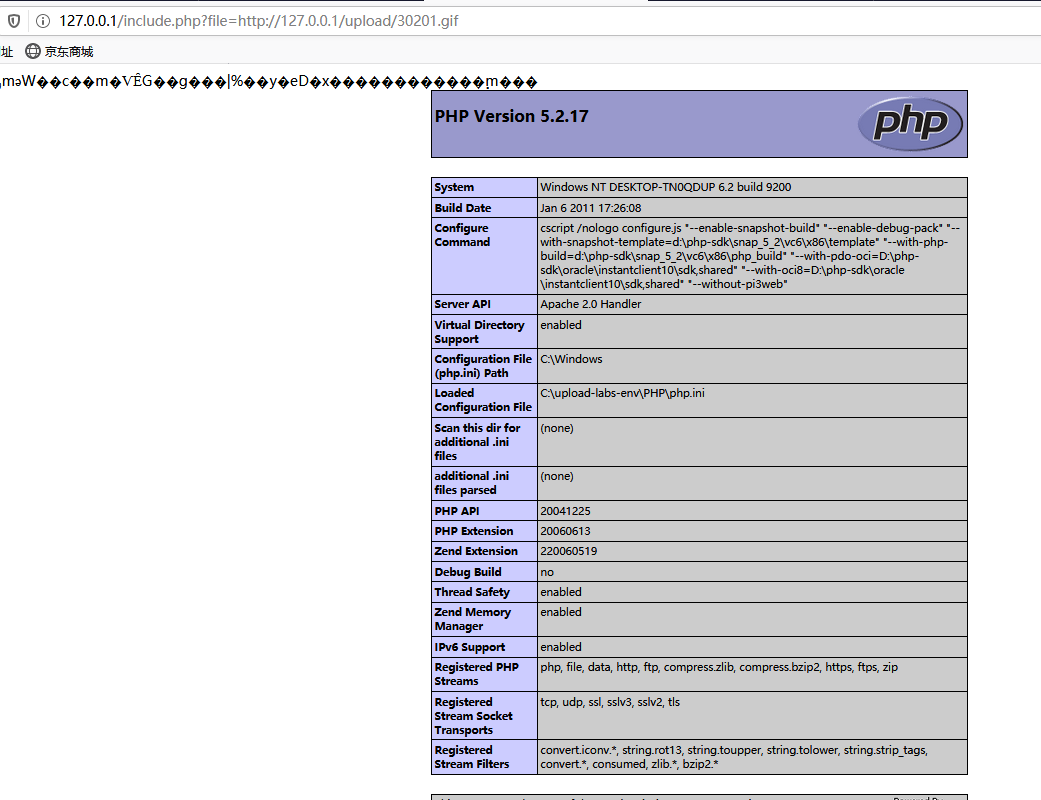 127.0.0.1/include.php?file=http://127.0.0.1/upload/30201.gif
址 京东商城
məW��c��m�VÊG��g���|%��y�eD�x������������m���
PHP Version 5.2.17
php
System Windows NT DESKTOP-TN0QDUP 6.2 build 9200
Build Date Jan 6 2011 17:26:08
Configure cscript /nologo configure.js "--enable-snapshot-build" "--enable-debug-pack" "--
Command with-snapshot-template=d:\php-sdk\snap_5_2\vc6\x86\template" "--with-php-
build=d:\php-sdk\snap_5_2\vc6\x86\php_build" "--with-pdo-oci=D:\php-
sdk\oracle\instantclient10\sdk,shared" "--with-oci8=D:\php-sdk\oracle
\instantclient10\sdk,shared" "--without-pi3web"
Server API Apache 2.0 Handler
Virtual Directory enabled
Support
Configuration File C:\Windows
(php.ini) Path
Loaded C:\upload-labs-env\PHP\php.ini
Configuration File
Scan this dir for (none)
additional .ini
files
additional .ini (none)
files parsed
PHP API 20041225
PHP Extension 20060613
Zend Extension 220060519
Debug Build no
Thread Safety enabled
Zend Memory enabled
Manager
IPv6 Support enabled
Registered PHP php, file, data, http, ftp, compress.zlib, compress.bzip2, https, ftps, zip
Streams
Registered tcp, udp, ssl, sslv3, sslv2, tls
Stream Socket
Transports
Registered convert.iconv.*, string.rot13, string.toupper, string.tolower, string.strip_tags,
Stream Filters convert.*, consumed, zlib.*, bzip2.*